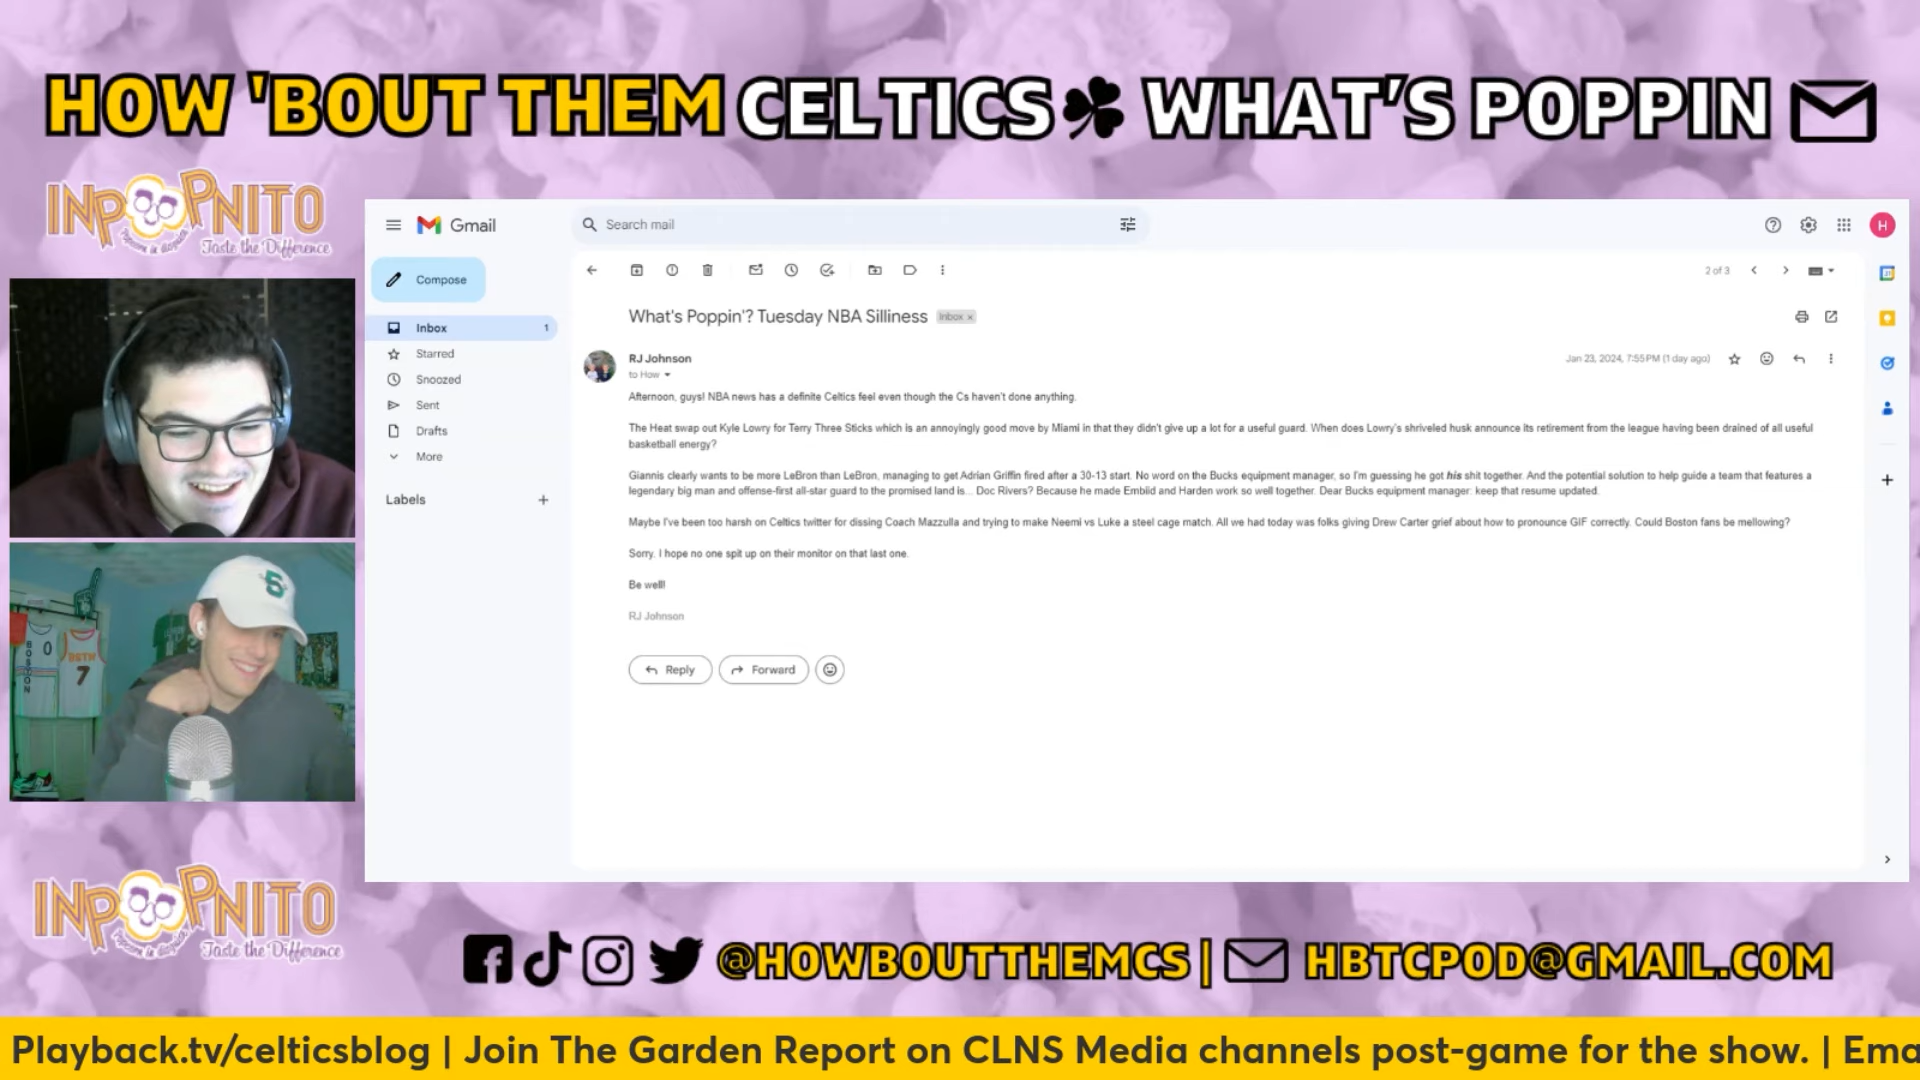 HOW 'BOUT THEM CELTICS WHAT'S POPPIN
INPOPNITO
Taste the Difference
Gmail
Search mail
H
Compose
2 of 3
What's Poppin'? Tuesday NBA Silliness Inbox x
Inbox 1
Starred
Snoozed
Sent
Drafts
More
Labels +
RJ Johnson
Jan 23, 2024, 7:55 PM (1 day ago)
to How
Afternoon, guys! NBA news has a definite Celtics feel even though the Cs haven't done anything.
The Heat swap out Kyle Lowry for Terry Three Sticks which is an annoyingly good move by Miami in that they didn't give up a lot for a useful guard. When does Lowry's shriveled husk announce its retirement from the league having been drained of all useful
basketball energy?
Giannis clearly wants to be more LeBron than LeBron, managing to get Adrian Griffin fired after a 30-13 start. No word on the Bucks equipment manager, so I'm guessing he got his shit together. And the potential solution to help guide a team that features a
legendary big man and offense-first all-star guard to the promised land is... Doc Rivers? Because he made Embiid and Harden work so well together. Dear Bucks equipment manager: keep that resume updated.
Maybe I've been too harsh on Celtics twitter for dissing Coach Mazzulla and trying to make Neemi vs Luke a steel cage match. All we had today was folks giving Drew Carter grief about how to pronounce GIF correctly. Could Boston fans be mellowing?
Sorry. I hope no one spit up on their monitor on that last one.
Be well!
RJ Johnson
Reply Forward
BOSTON
0
BSTN
7
S
INPOPNITO
Taste the Difference
@HOWBOUTTHEMCS | HBTCPOD@GMAIL.COM
Playback.tv/celticsblog | Join The Garden Report on CLNS Media channels post-game for the show. | Ema